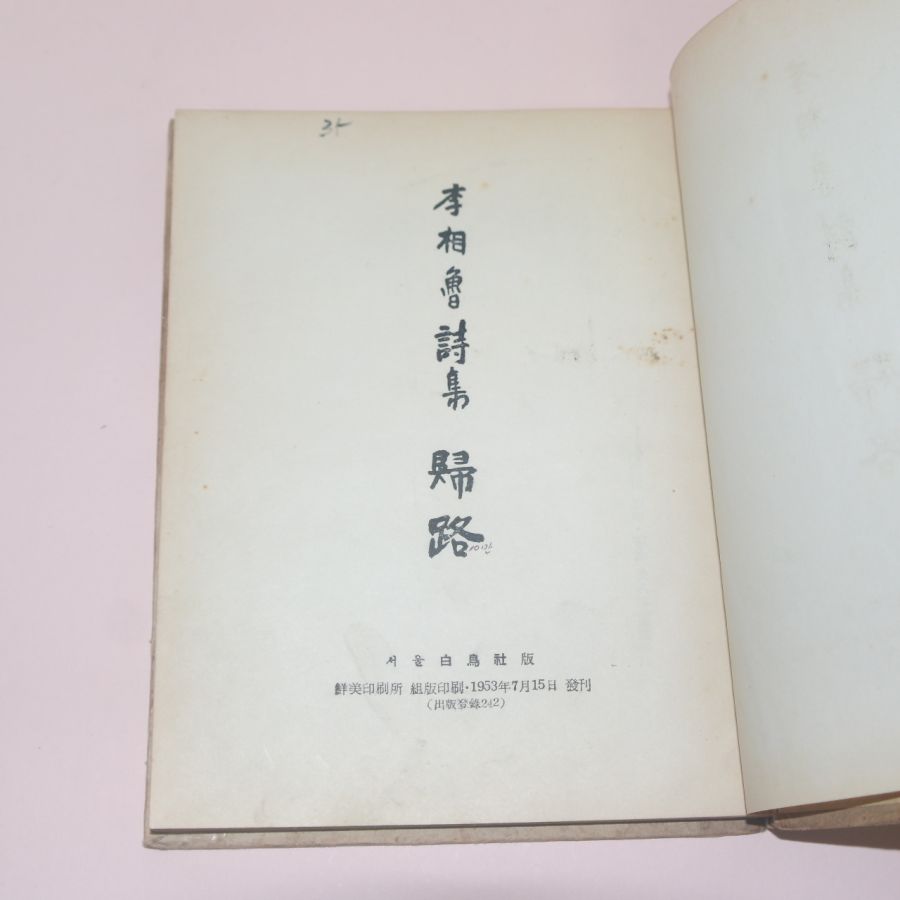 李相魯詩集 歸路
서울 白鳥社 版
鮮美印刷所 組版印刷·1953年7月15日 發刊
(出版登錄242)